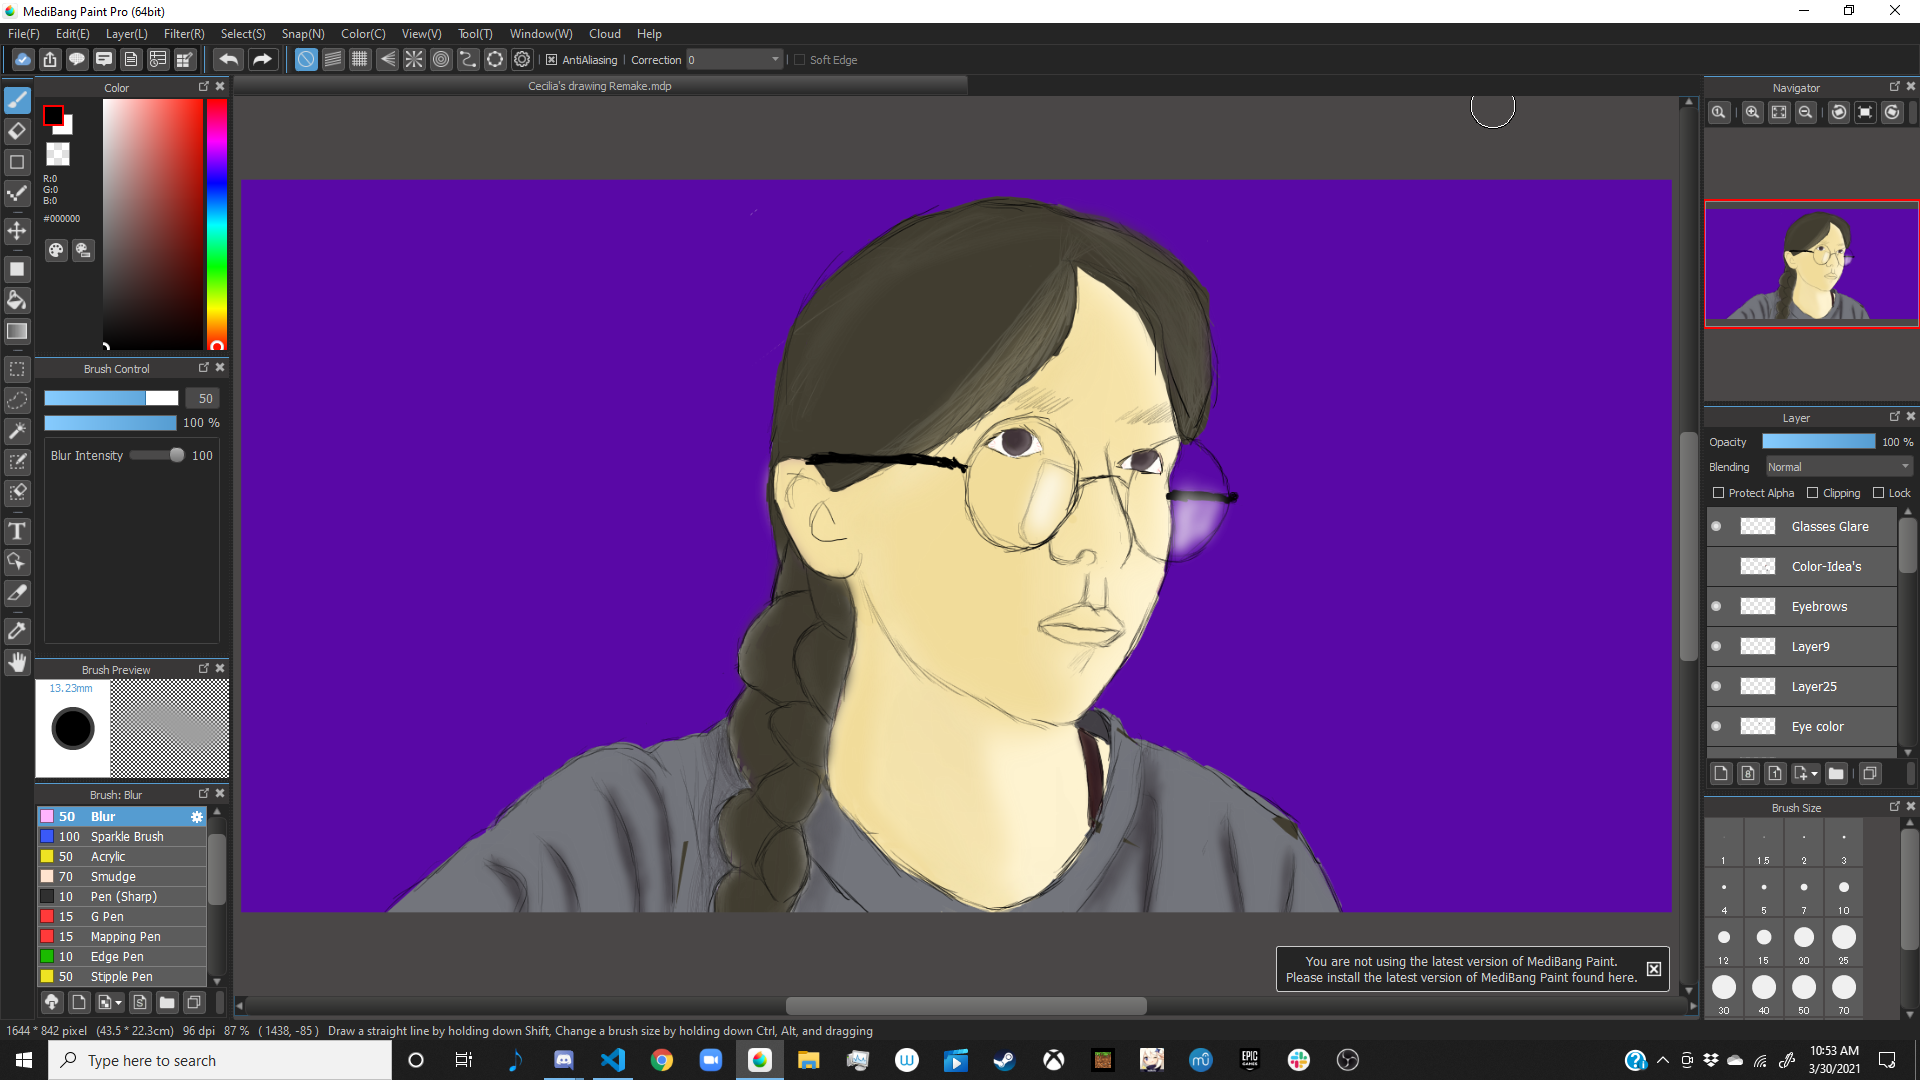 MediBang Paint Pro (64bit)
File(F) Edit(E) Layer(L) Filter(R) Select(S) Snap(N) Color(C) View(V) Tool(T) Window(W) Cloud Help
AntiAliasing Correction 0 Soft Edge
Color
Cecilia's drawing Remake.mdp
Navigator
R:0
G:0
B:0
#000000
Brush Control
50
100 %
Blur Intensity 100
Brush Preview
13.23mm
Brush: Blur
50 Blur
100 Sparkle Brush
50 Acrylic
70 Smudge
10 Pen (Sharp)
15 G Pen
15 Mapping Pen
10 Edge Pen
50 Stipple Pen
Layer
Opacity 100 %
Blending Normal
Protect Alpha Clipping Lock
Glasses Glare
Color-Idea's
Eyebrows
Layer9
Layer25
Eye color
Brush Size
1 1.5 2 3
4 5 7 10
12 15 20 25
30 40 50 70
You are not using the latest version of MediBang Paint.
Please install the latest version of MediBang Paint found here.
1644 * 842 pixel (43.5 * 22.3cm) 96 dpi 87 % ( 1438, -85 ) Draw a straight line by holding down Shift, Change a brush size by holding down Ctrl, Alt, and dragging
Type here to search
EPIC
GAMES
10:53 AM
3/30/2021